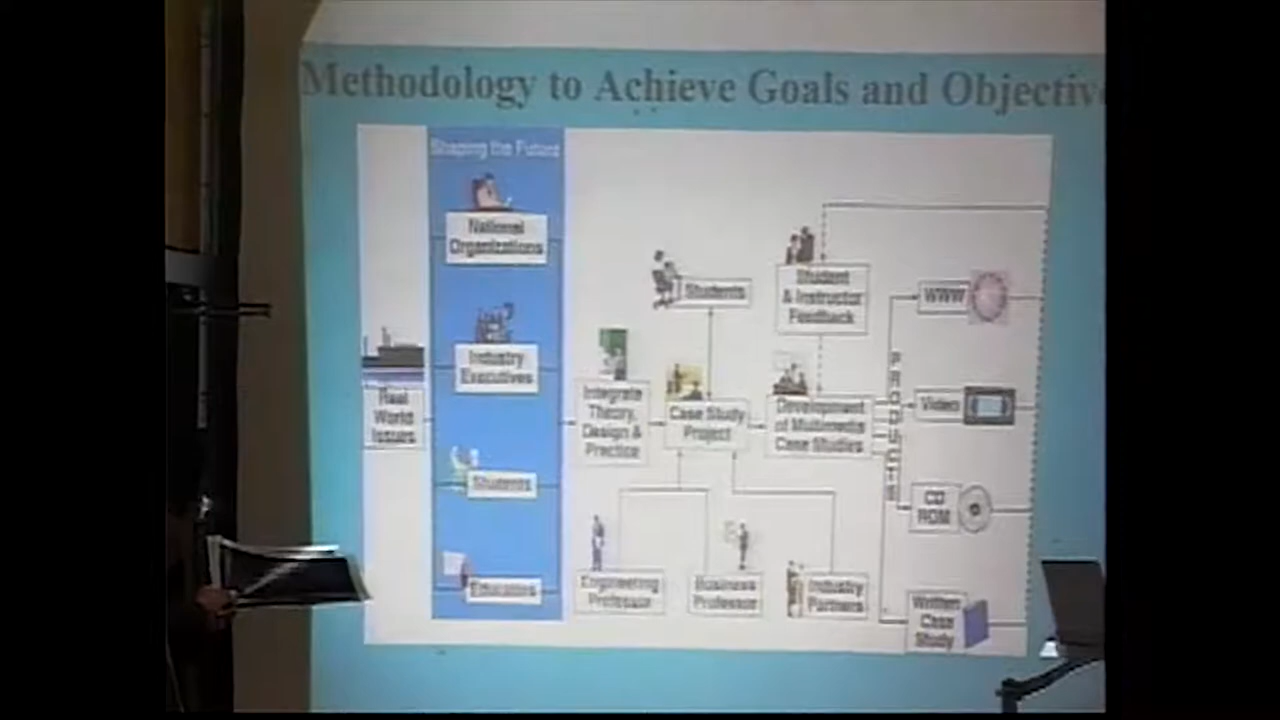 Methodology to Achieve Goals and Objectiv
Shaping the Future
National
Organizations
Industry
Executives
Students
Educators
Real
World
Issues
Integrate
Theory,
Design &
Practice
Students
Case Study
Project
Student
& Instructor
Feedback
Development
of Multimedia
Case Studies
Engineering
Professor
Business
Professor
Industry
Partners
PRODUCTS
WWW
Video
CD
ROM
Written
Case
Study